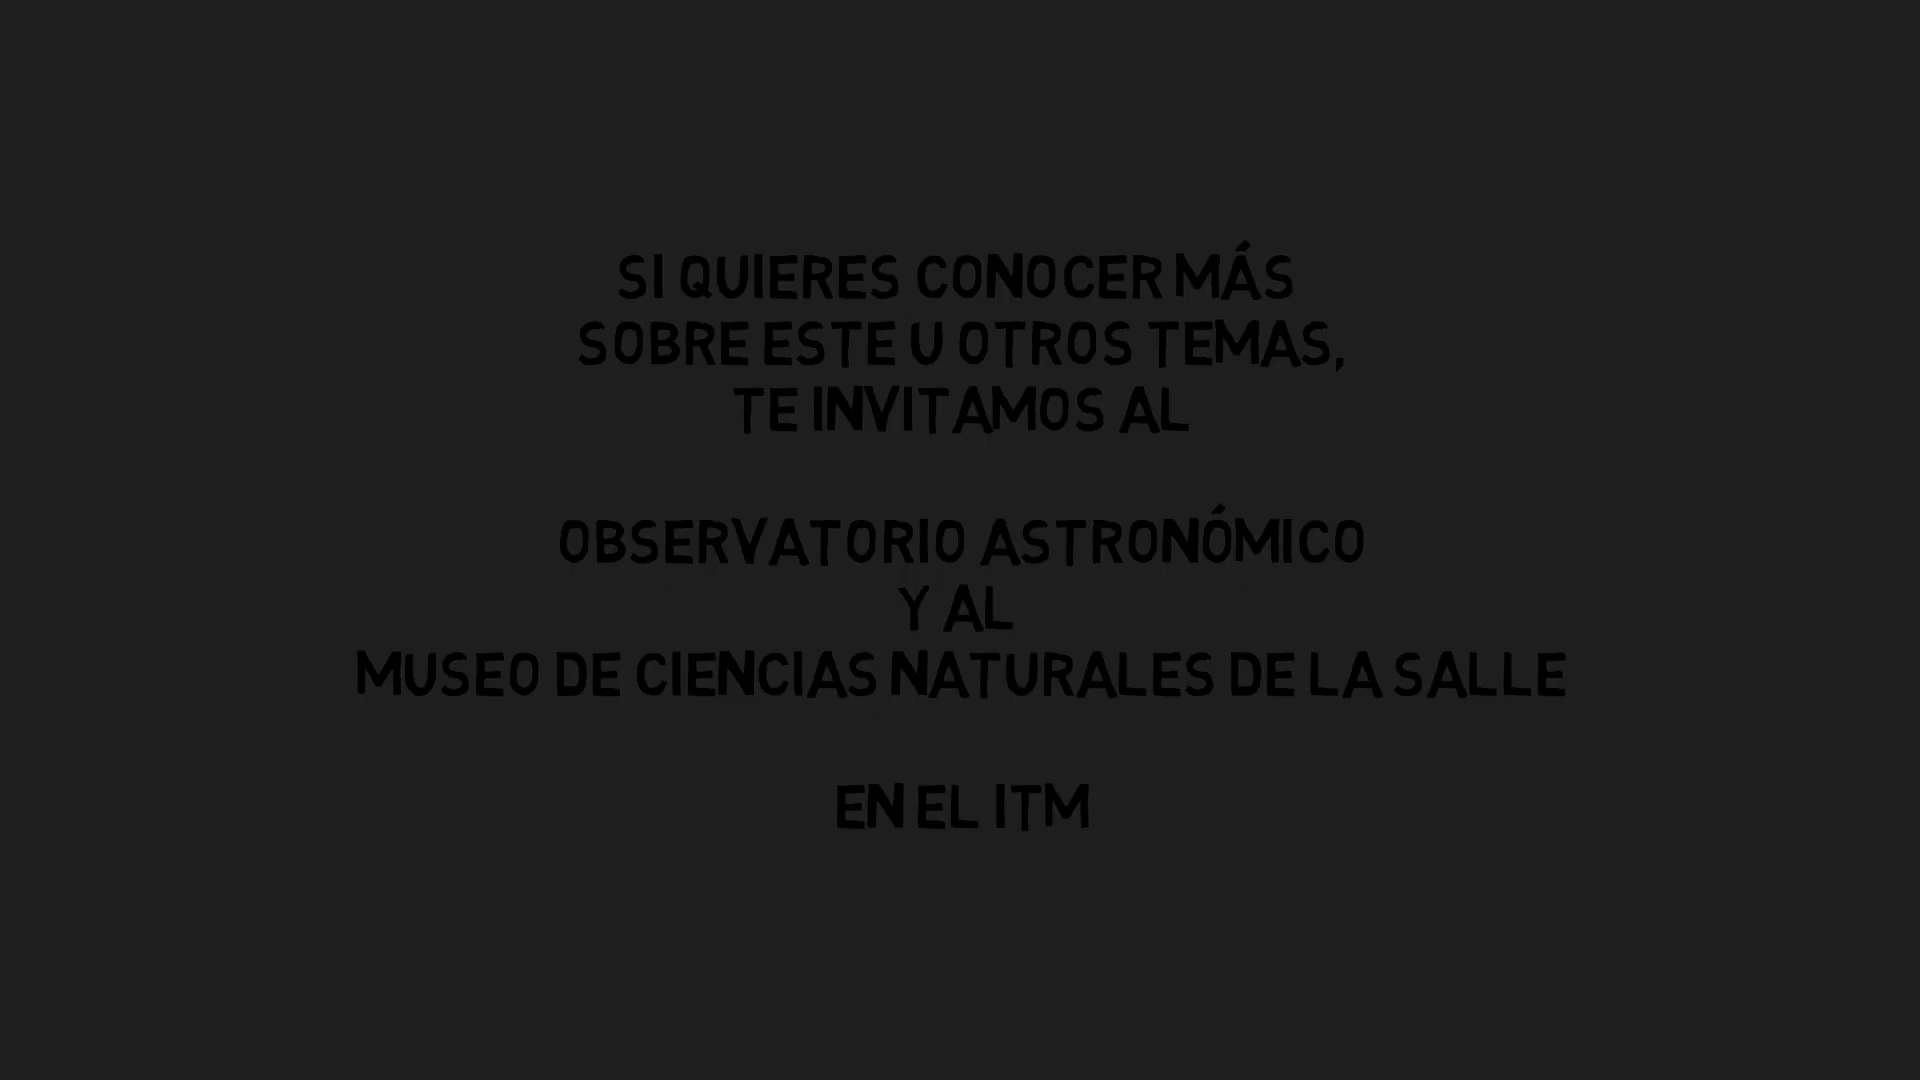 SI QUIERES CONOCER MÁS
SOBRE ESTE U OTROS TEMAS,
TE INVITAMOS AL
OBSERVATORIO ASTRONÓMICO
Y AL
MUSEO DE CIENCIAS NATURALES DE LA SALLE
EN EL ITM